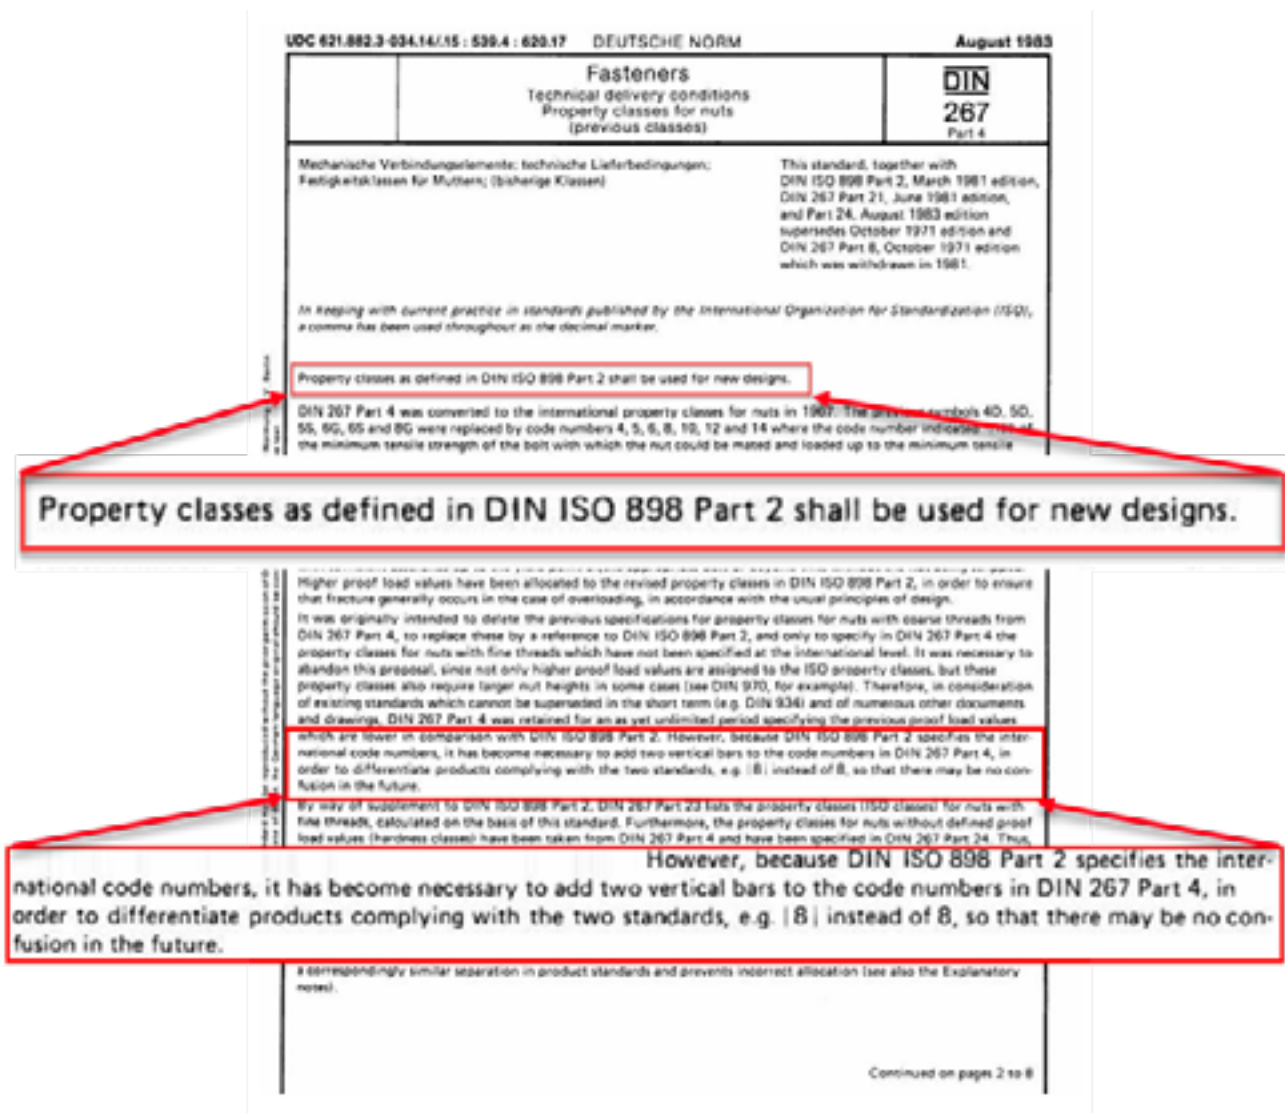 UDC 621.882.3-034.14/.15 : 539.4 : 620.17 DEUTSCHE NORM August 1983
Fasteners
Technical delivery conditions
Property classes for nuts
(previous classes)
DIN
267
Part 4
Mechanische Verbindungselemente; technische Lieferbedingungen;
Festigkeitsklassen für Muttern; (bisherige Klassen)
This standard, together with
DIN ISO 898 Part 2, March 1981 edition,
DIN 267 Part 21, June 1981 edition,
and Part 24, August 1983 edition
supersedes October 1971 edition and
DIN 267 Part 8, October 1971 edition
which was withdrawn in 1981.
In keeping with current practice in standards published by the International Organization for Standardization (ISO),
a comma has been used throughout as the decimal marker.
Property classes as defined in DIN ISO 898 Part 2 shall be used for new designs.
DIN 267 Part 4 was converted to the international property classes for nuts in 1967. The previous symbols 4D, 5D,
5S, 6G, 6S and 8G were replaced by code numbers 4, 5, 6, 8, 10, 12 and 14 where the code number indicated of
the minimum tensile strength of the bolt with which the nut could be mated and loaded up to the minimum tensile
Property classes as defined in DIN ISO 898 Part 2 shall be used for new designs.
Higher proof load values have been allocated to the revised property classes in DIN ISO 898 Part 2, in order to ensure
that fracture generally occurs in the case of overloading, in accordance with the usual principles of design.
It was originally intended to delete the previous specifications for property classes for nuts with coarse threads from
DIN 267 Part 4, to replace these by a reference to DIN ISO 898 Part 2, and only to specify in DIN 267 Part 4 the
property classes for nuts with fine threads which have not been specified at the international level. It was necessary to
abandon this proposal, since not only higher proof load values are assigned to the ISO property classes, but these
property classes also require larger nut heights in some cases (see DIN 970, for example). Therefore, in consideration
of existing standards which cannot be superseded in the short term (e.g. DIN 934) and of numerous other documents
and drawings, DIN 267 Part 4 was retained for an as yet unlimited period specifying the previous proof load values
which are lower in comparison with DIN ISO 898 Part 2. However, because DIN ISO 898 Part 2 specifies the inter-
national code numbers, it has become necessary to add two vertical bars to the code numbers in DIN 267 Part 4, in
order to differentiate products complying with the two standards, e.g. |8| instead of 8, so that there may be no con-
fusion in the future.
By way of supplement to DIN ISO 898 Part 2, DIN 267 Part 23 lists the property classes (ISO classes) for nuts with
fine threads, calculated on the basis of this standard. Furthermore, the property classes for nuts without defined proof
load values (hardness classes) have been taken from DIN 267 Part 4 and have been specified in DIN 267 Part 24. Thus,
However, because DIN ISO 898 Part 2 specifies the inter-
national code numbers, it has become necessary to add two vertical bars to the code numbers in DIN 267 Part 4, in
order to differentiate products complying with the two standards, e.g. |8| instead of 8, so that there may be no con-
fusion in the future.
a correspondingly similar separation in product standards and prevents incorrect allocation (see also the Explanatory
notes).
Continued on pages 2 to 8